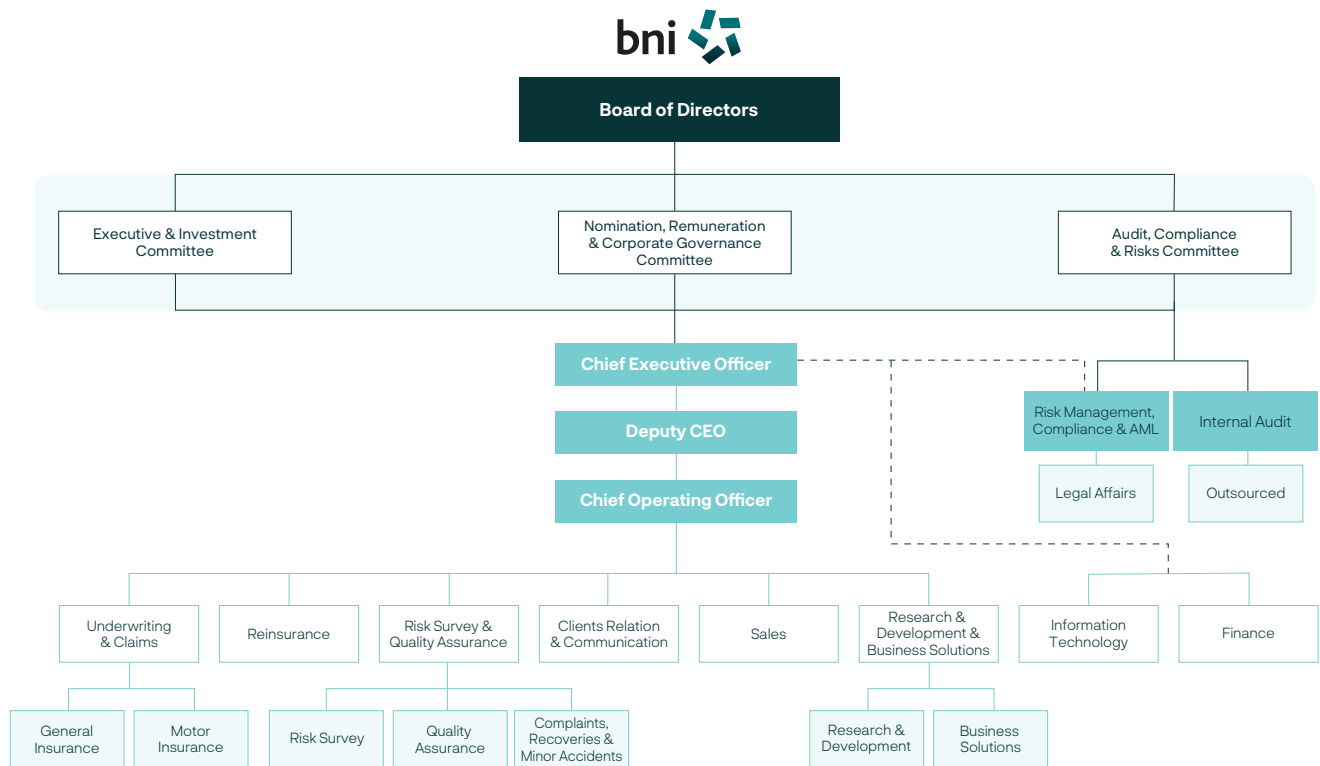 bni
Board of Directors
Executive & Investment
Committee
Nomination, Remuneration
& Corporate Governance
Committee
Audit, Compliance
& Risks Committee
Chief Executive Officer
Deputy CEO
Chief Operating Officer
Risk Management,
Compliance & AML
Internal Audit
Legal Affairs
Outsourced
Underwriting
& Claims
Reinsurance
Risk Survey &
Quality Assurance
Clients Relation
& Communication
Sales
Research &
Development &
Business Solutions
Information
Technology
Finance
General
Insurance
Motor
Insurance
Risk Survey
Quality
Assurance
Complaints,
Recoveries &
Minor Accidents
Research &
Development
Business
Solutions